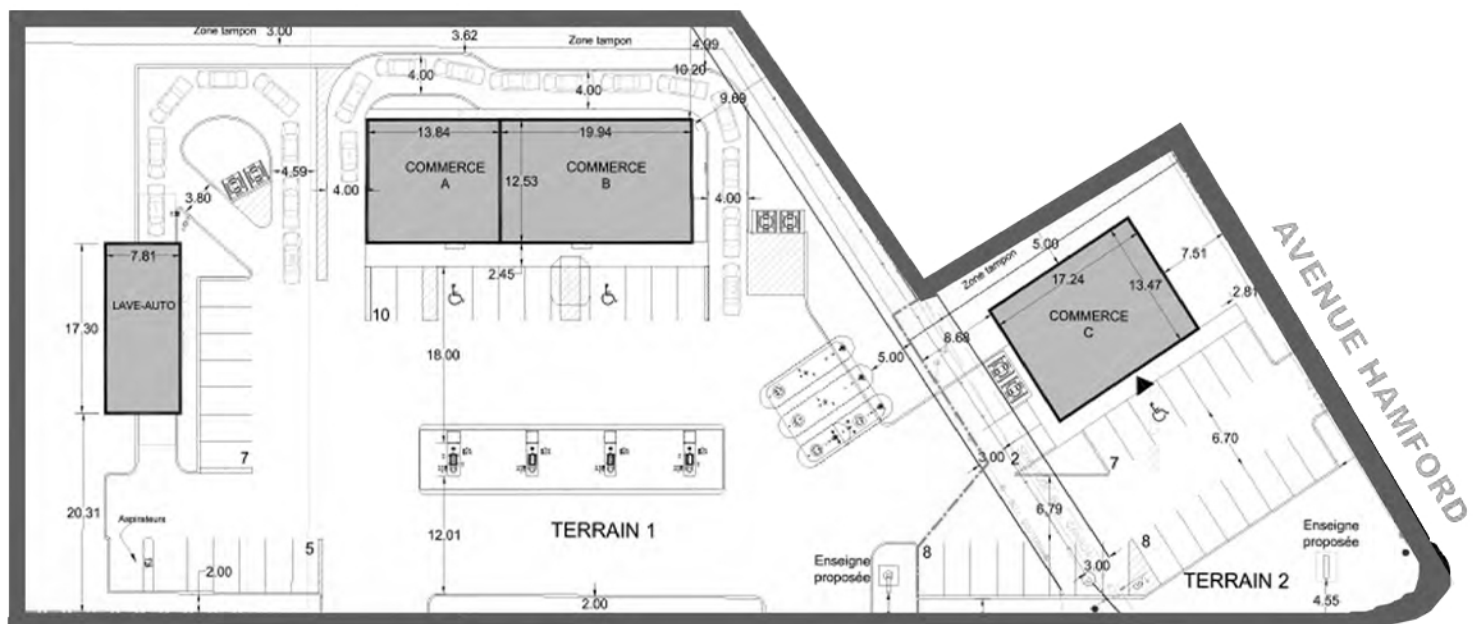 Zone tampon
3.00
3.62
Zone tampon
4.99
4.00
10.20
4.00
9.69
13.84
19.94
COMMERCE
A
COMMERCE
B
12.53
4.59
4.00
4.00
3.80
7.81
LAVE-AUTO
17.30
2.45
10
18.00
5.00
Zone tampon
7.51
17.24
13.47
2.81
COMMERCE
C
8.68
5.00
AVENUE HAMFORD
6.70
3.00
2
7
7
6.79
20.31
Aspirateurs
5
2.00
12.01
TERRAIN 1
2.00
Enseigne
proposée
8
8
3.00
TERRAIN 2
Enseigne
proposée
4.55